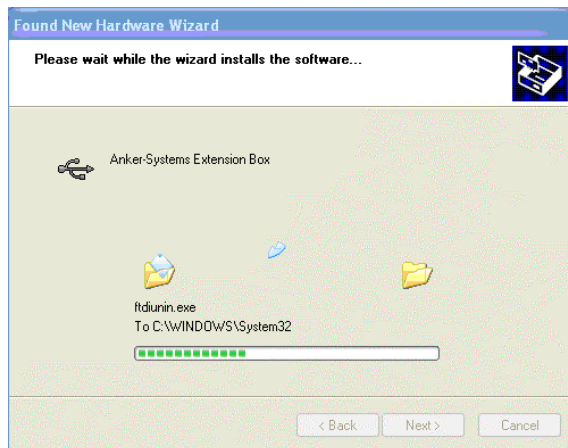 Found New Hardware Wizard
Please wait while the wizard installs the software...
Anker-Systems Extension Box
ftdiunin.exe
To C:\WINDOWS\System32
< Back
Next >
Cancel